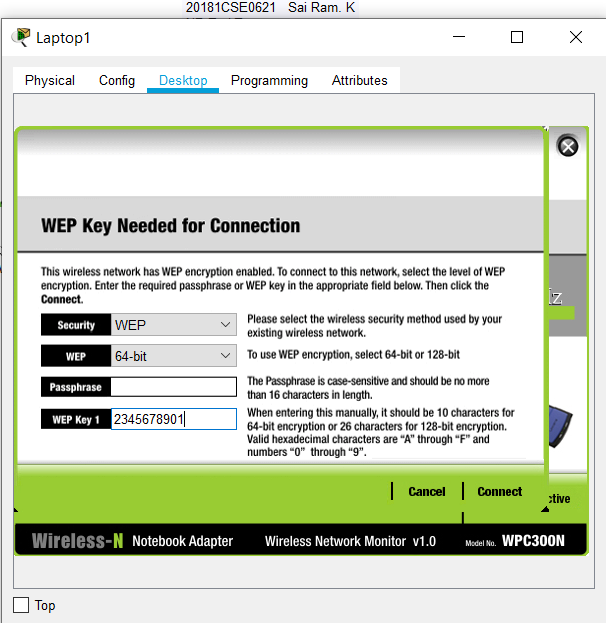 20181CSE0621 Sai Ram. K
Laptop1
Physical Config Desktop Programming Attributes
WEP Key Needed for Connection
This wireless network has WEP encryption enabled. To connect to this network, select the level of WEP
encryption. Enter the required passphrase or WEP key in the appropriate field below. Then click the
Connect.
Security WEP
Please select the wireless security method used by your
existing wireless network.
WEP 64-bit
To use WEP encryption, select 64-bit or 128-bit
Passphrase
The Passphrase is case-sensitive and should be no more
than 16 characters in length.
WEP Key 1 2345678901
When entering this manually, it should be 10 characters for
64-bit encryption or 26 characters for 128-bit encryption.
Valid hexadecimal characters are "A" through "F" and
numbers "0" through "9".
Cancel Connect
Wireless-N Notebook Adapter Wireless Network Monitor v1.0 Model No. WPC300N
Top